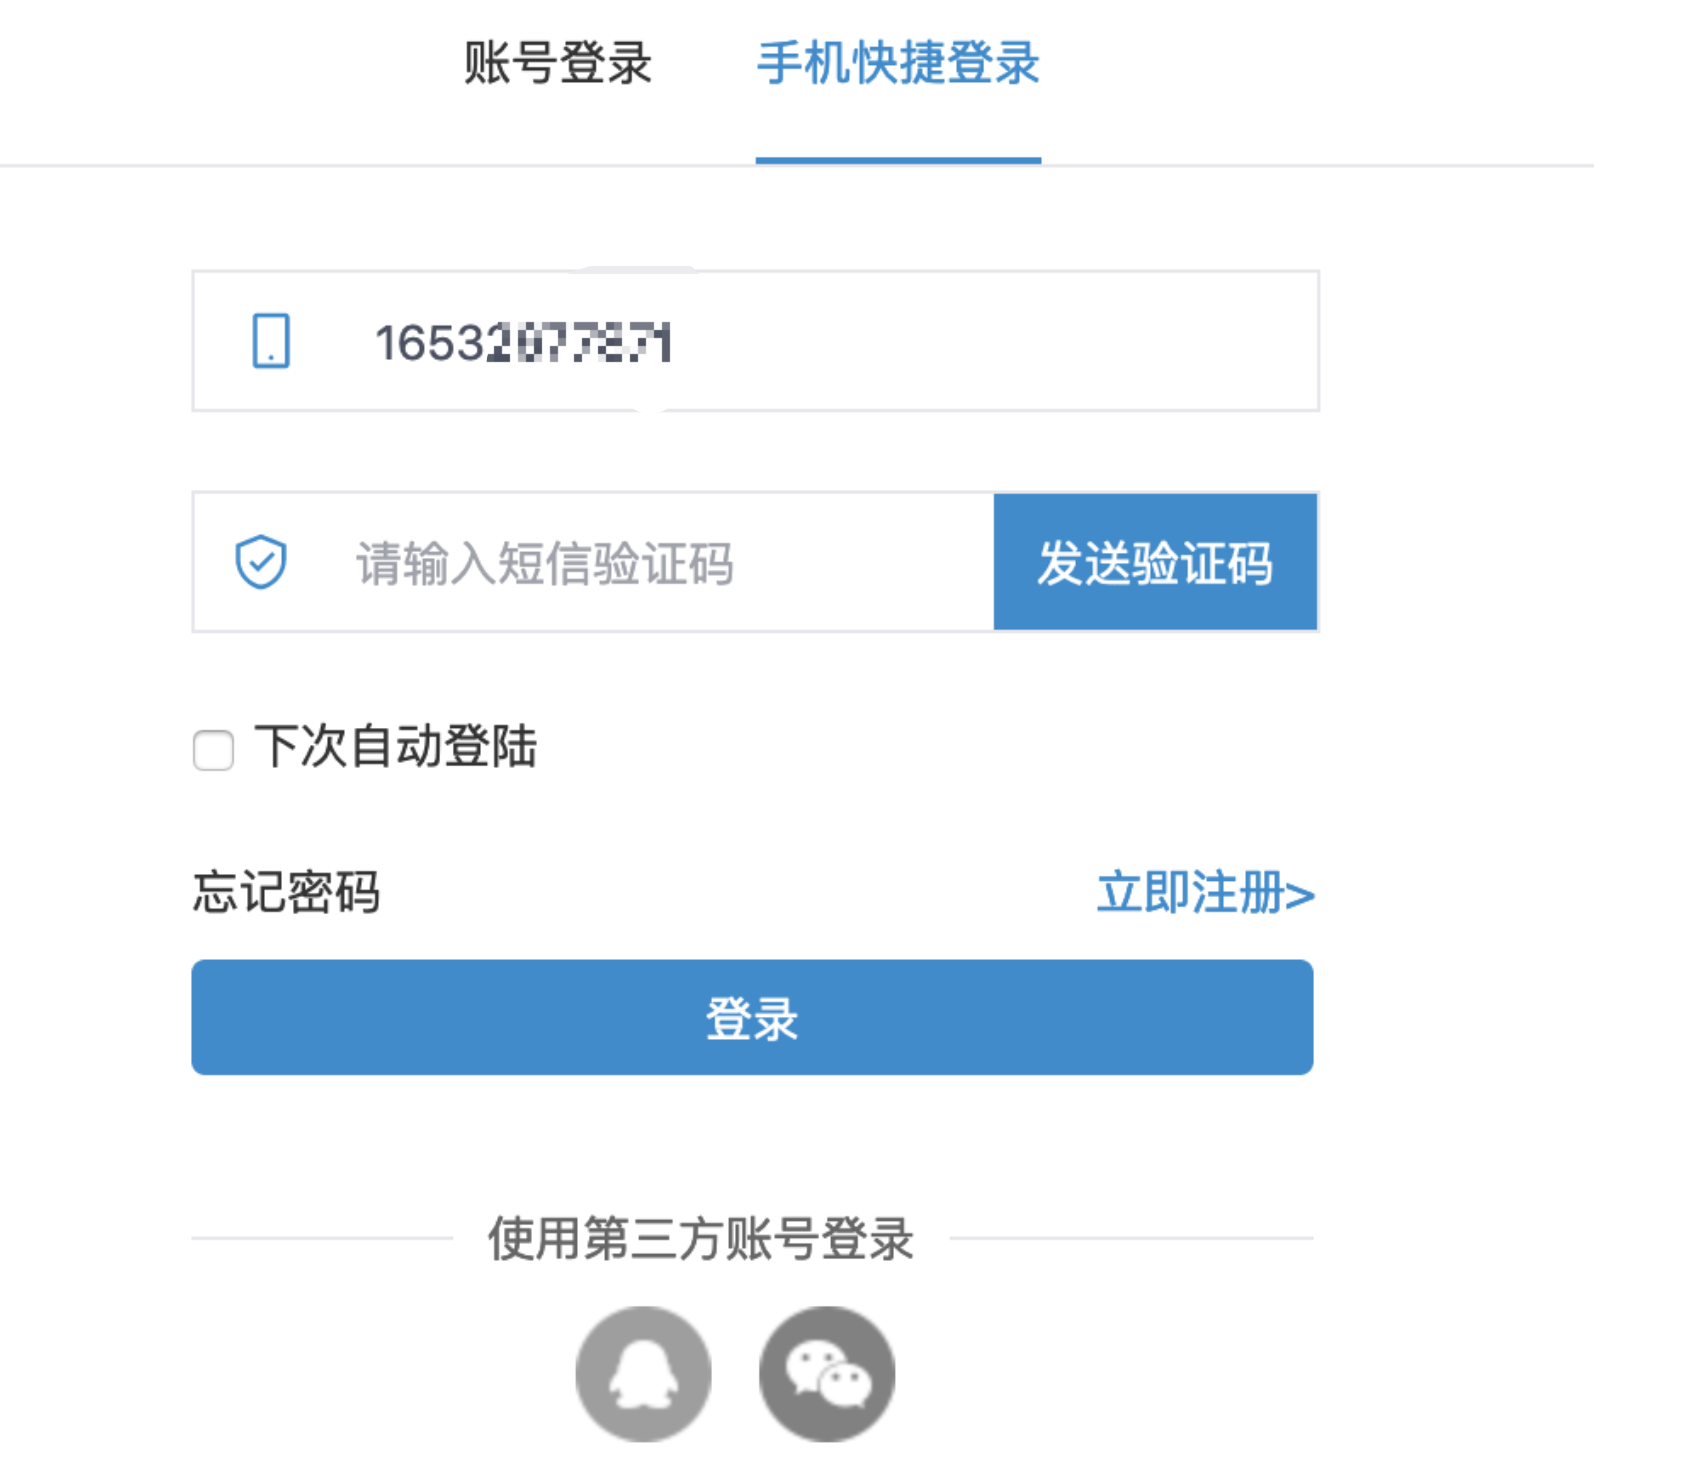 账号登录 手机快捷登录
1653
请输入短信验证码 发送验证码
下次自动登陆
忘记密码 立即注册>
登录
使用第三方账号登录